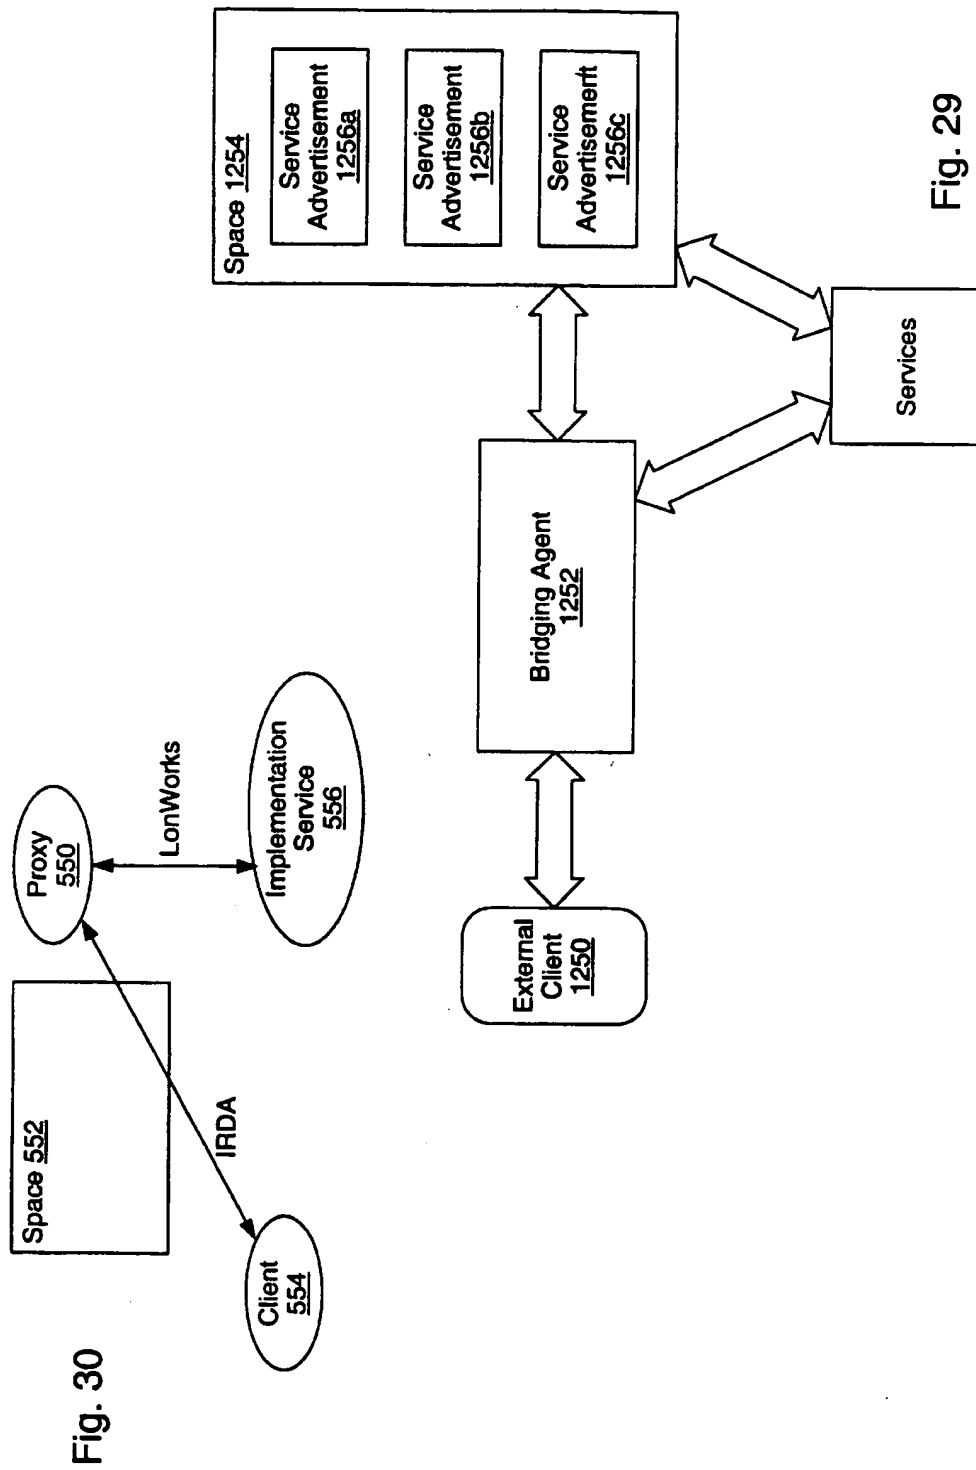 Fig. 30
Space 552
Client
554
IRDA
Proxy
550
LonWorks
Implementation
Service
556
External
Client
1250
Bridging Agent
1252
Space 1254
Service
Advertisement
1256a
Service
Advertisement
1256b
Service
Advertisement
1256c
Services
Fig. 29